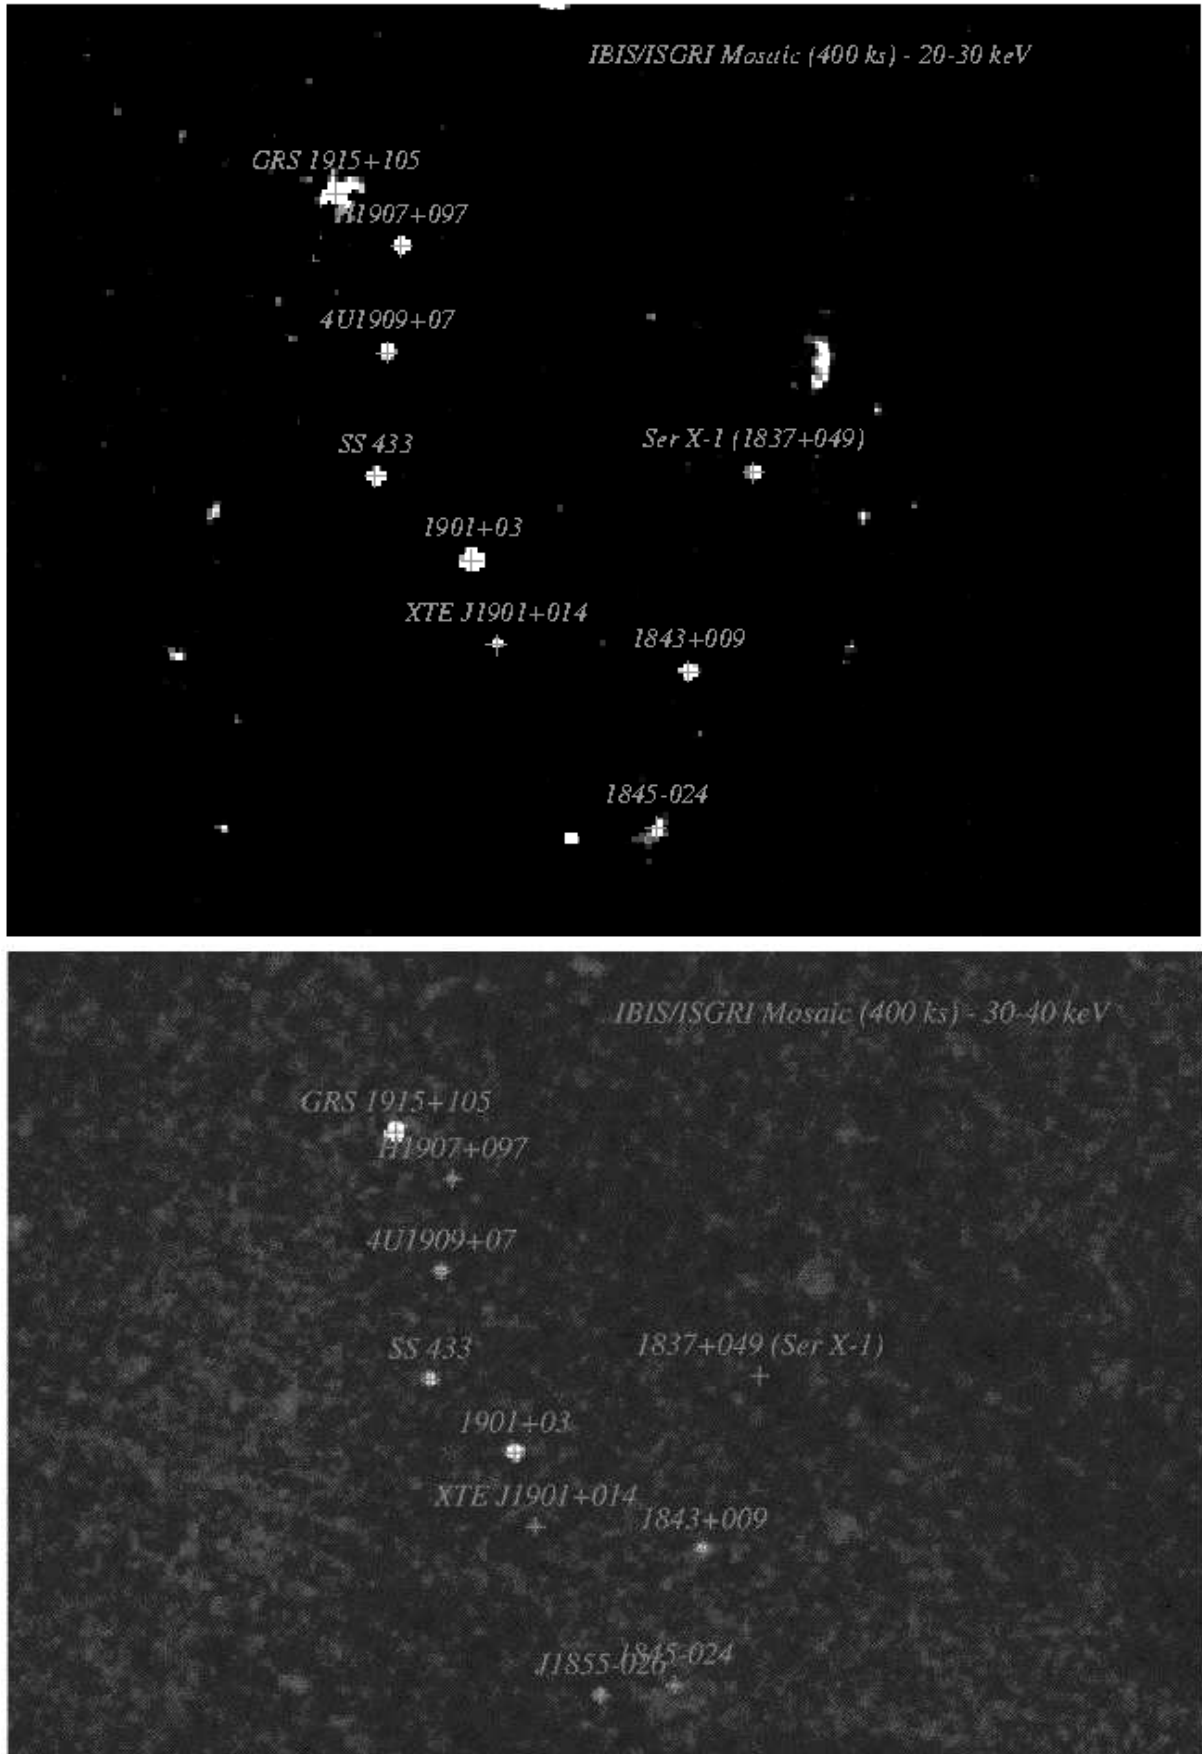 IBIS/ISGRI Mosaic (400 ks) - 20-30 keV
GRS 1915+105
H1907+097
4U1909+07
SS 433
Ser X-1 (1837+049)
1901+03
XTE J1901+014
1843+009
1845-024
IBIS/ISGRI Mosaic (400 ks) - 30-40 keV
GRS 1915+105
H1907+097
4U1909+07
SS 433
1837+049 (Ser X-1)
1901+03
XTE J1901+014
1843+009
1845-024
J1855-026